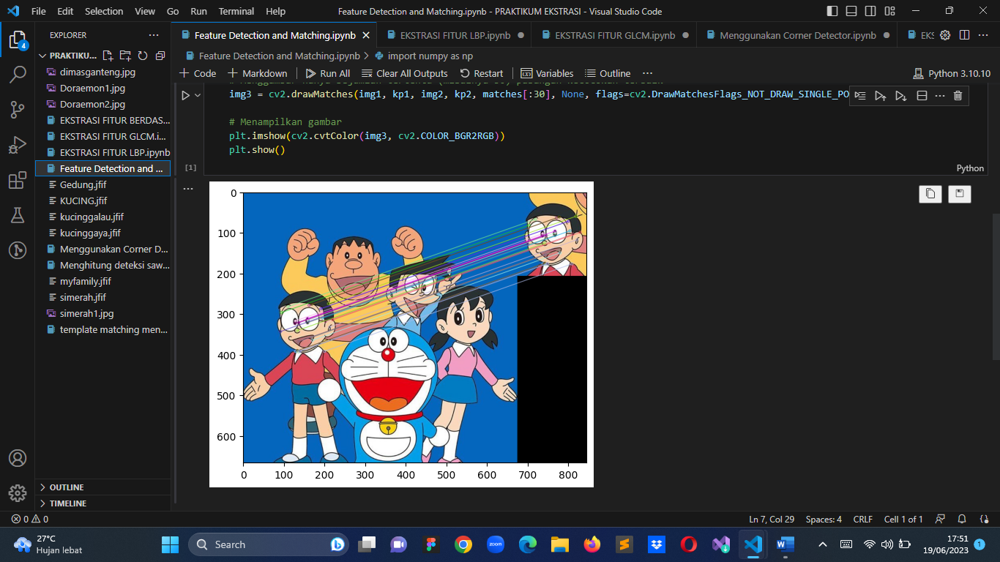 File Edit Selection View Go Run Terminal Help
Feature Detection and Matching.ipynb - PRAKTIKUM EKSTRASI - Visual Studio Code
4
EXPLORER
PRAKTIKU...
dimasganteng.jpg
Doraemon1.jpg
Doraemon2.jpg
EKSTRASI FITUR BERDAS...
EKSTRASI FITUR GLCM.i...
EKSTRASI FITUR LBP.ipynb
Feature Detection and ...
Gedung.jfif
KUCING.jfif
kucinggalau.jfif
kucinggaya.jfif
Menggunakan Corner D...
Menghitung deteksi saw...
myfamily.jfif
simerah.jfif
simerah1.jpg
template matching men...
OUTLINE
TIMELINE
Feature Detection and Matching.ipynb
EKSTRASI FITUR LBP.ipynb
EKSTRASI FITUR GLCM.ipynb
Menggunakan Corner Detector.ipynb
EKS
Feature Detection and Matching.ipynb > import numpy as np
Code Markdown Run All Clear All Outputs Restart Variables Outline ...
Python 3.10.10
img3 = cv2.drawMatches(img1, kp1, img2, kp2, matches[:30], None, flags=cv2.DrawMatchesFlags_NOT_DRAW_SINGLE_PO
# Menampilkan gambar
plt.imshow(cv2.cvtColor(img3, cv2.COLOR_BGR2RGB))
plt.show()
[1]
Python
0
100
200
300
400
500
600
0 100 200 300 400 500 600 700 800
0 0
Ln 7, Col 29 Spaces: 4 CRLF Cell 1 of 1
27°C
Hujan lebat
Search
zoom
17:51
19/06/2023
1